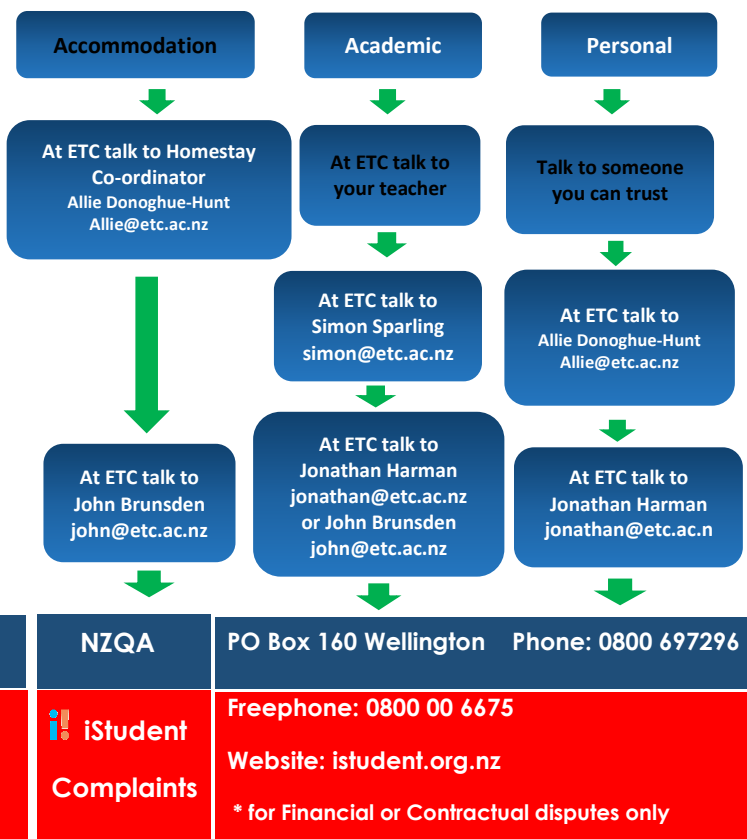 Accommodation
At ETC talk to Homestay
Co-ordinator
Allie Donoghue-Hunt
Allie@etc.ac.nz
At ETC talk to
John Brunsden
john@etc.ac.nz
Academic
At ETC talk to
your teacher
At ETC talk to
Simon Sparling
simon@etc.ac.nz
At ETC talk to
Jonathan Harman
jonathan@etc.ac.nz
or John Brunsden
john@etc.ac.nz
Personal
Talk to someone
you can trust
At ETC talk to
Allie Donoghue-Hunt
Allie@etc.ac.nz
At ETC talk to
Jonathan Harman
jonathan@etc.ac.n
NZQA
PO Box 160 Wellington Phone: 0800 697296
i! iStudent
Complaints
Freephone: 0800 00 6675
Website: istudent.org.nz
* for Financial or Contractual disputes only